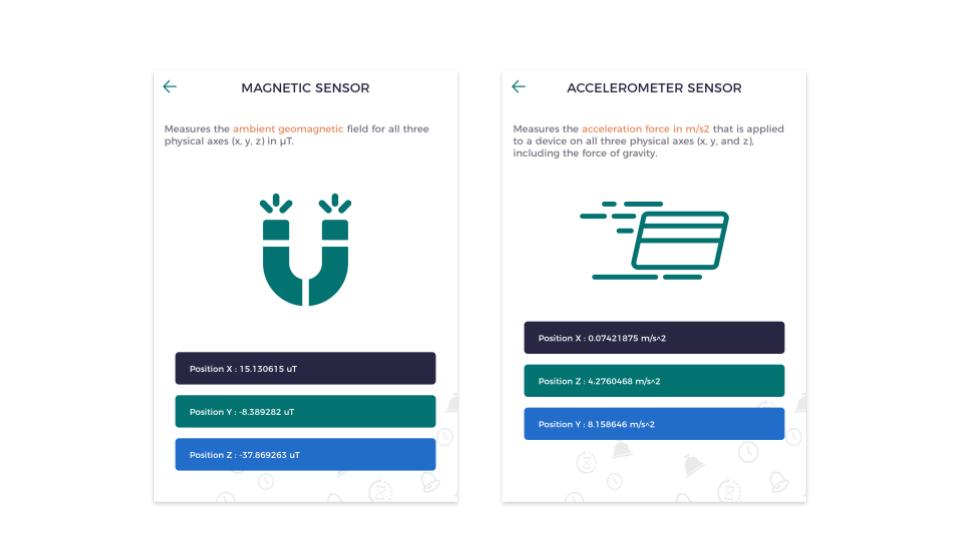 MAGNETIC SENSOR
Measures the ambient geomagnetic field for all three
physical axes (x, y, z) in μT.
Position X : 15.130615 uT
Position Y : -8.389282 uT
Position Z : -37.869263 uT
ACCELEROMETER SENSOR
Measures the acceleration force in m/s2 that is applied
to a device on all three physical axes (x, y, and z),
including the force of gravity.
Position X : 0.07421875 m/s^2
Position Z : 4.2760468 m/s^2
Position Y : 8.158646 m/s^2